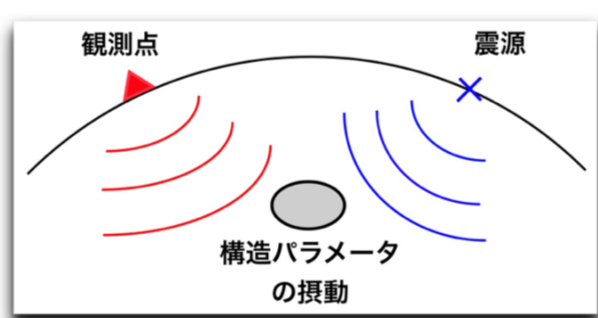 観測点
震源
構造パラメータ
の摂動